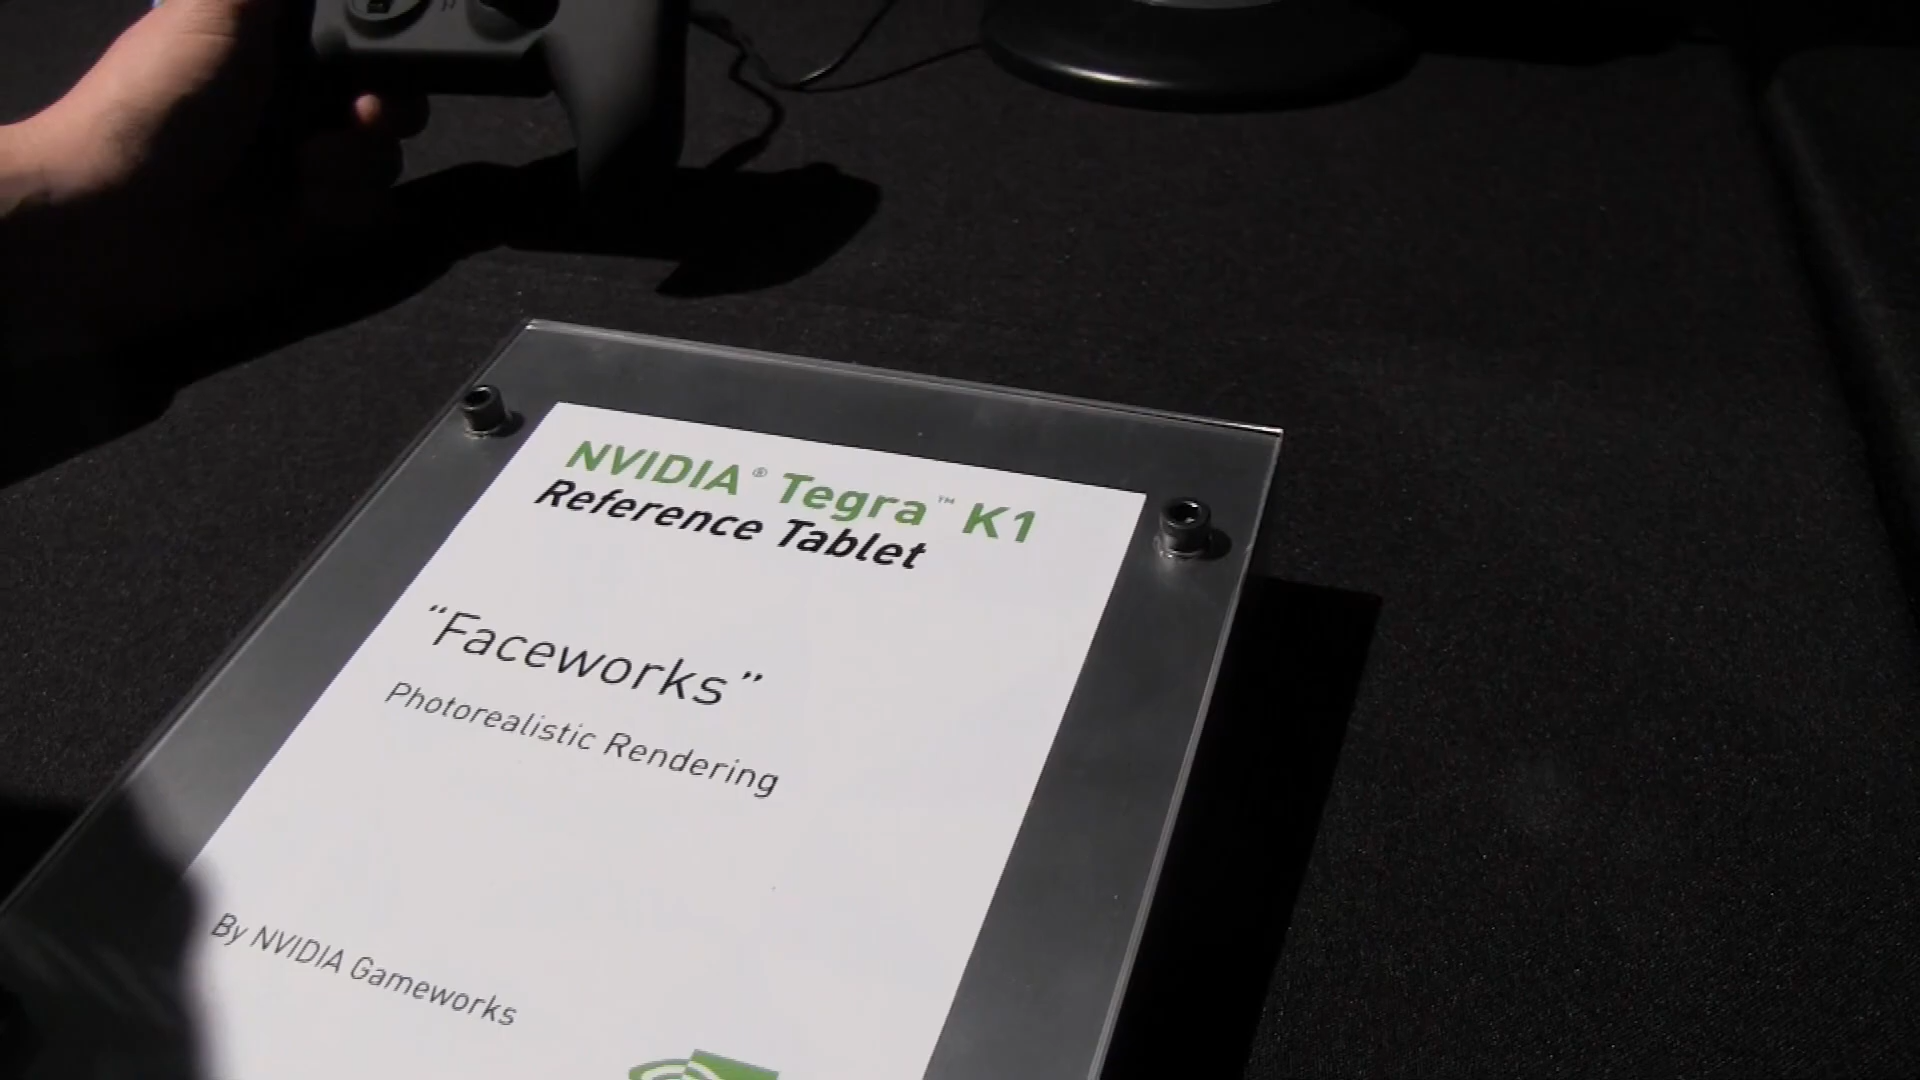 NVIDIA® Tegra™ K1
Reference Tablet
“Faceworks”
Photorealistic Rendering
By NVIDIA Gameworks